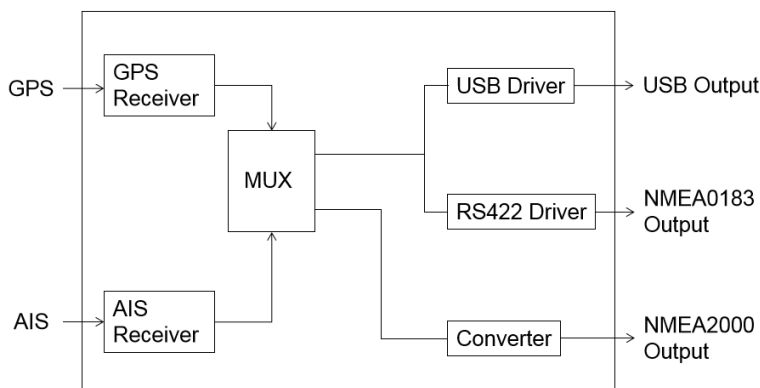 GPS
GPS
Receiver
MUX
USB Driver
USB Output
RS422 Driver
NMEA0183
Output
AIS
AIS
Receiver
Converter
NMEA2000
Output